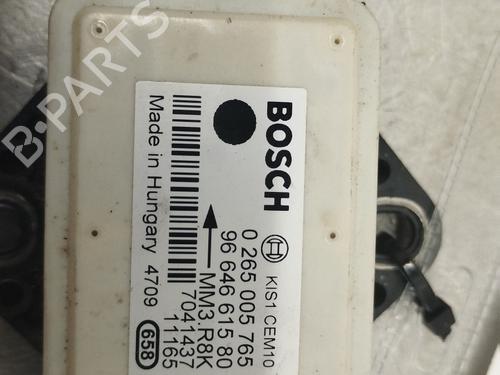 BOSCH
KIS1 CEM10
0 265 005 765
96 646 615 80
MM3.R8K
7041437
11165
Made in Hungary 4709
658
B-PARTS